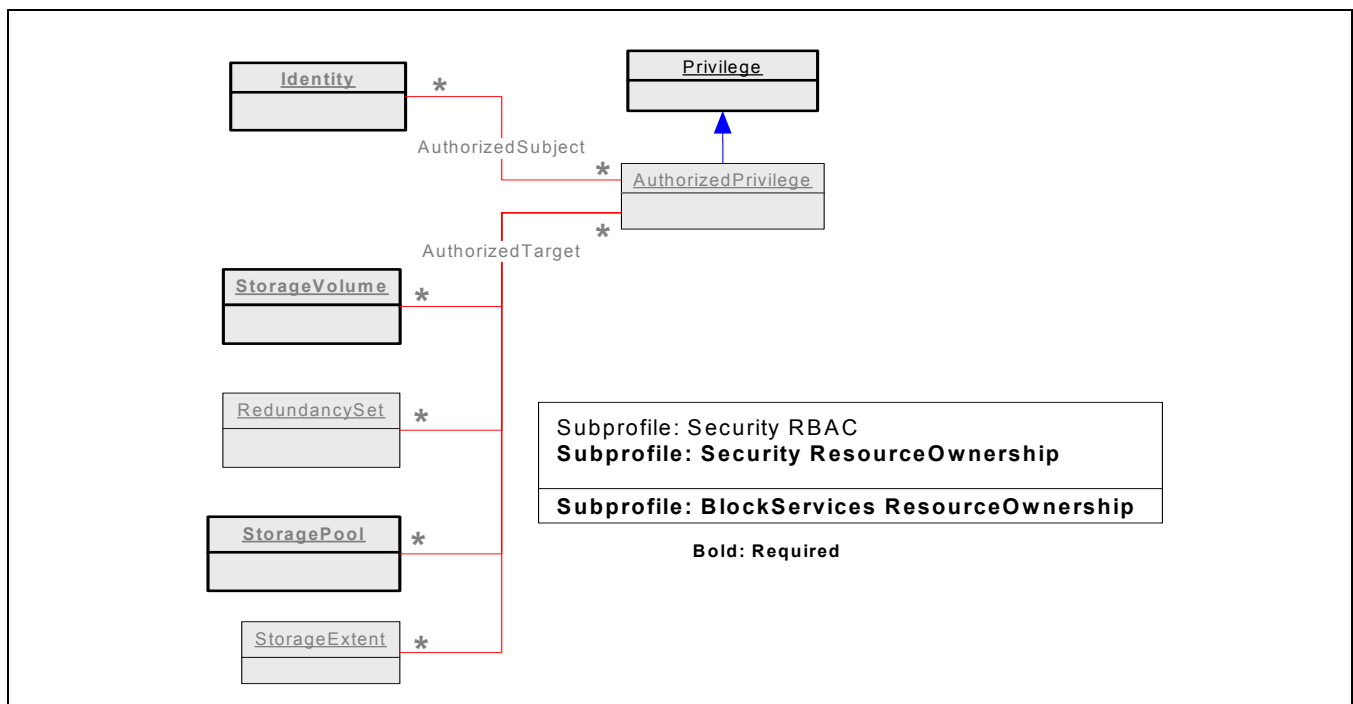 Identity
*
Privilege
AuthorizedSubject
*
AuthorizedPrivilege
*
AuthorizedTarget
StorageVolume
*
RedundancySet
*
Subprofile: Security RBAC
Subprofile: Security ResourceOwnership
Subprofile: BlockServices ResourceOwnership
StoragePool
*
Bold: Required
StorageExtent
*